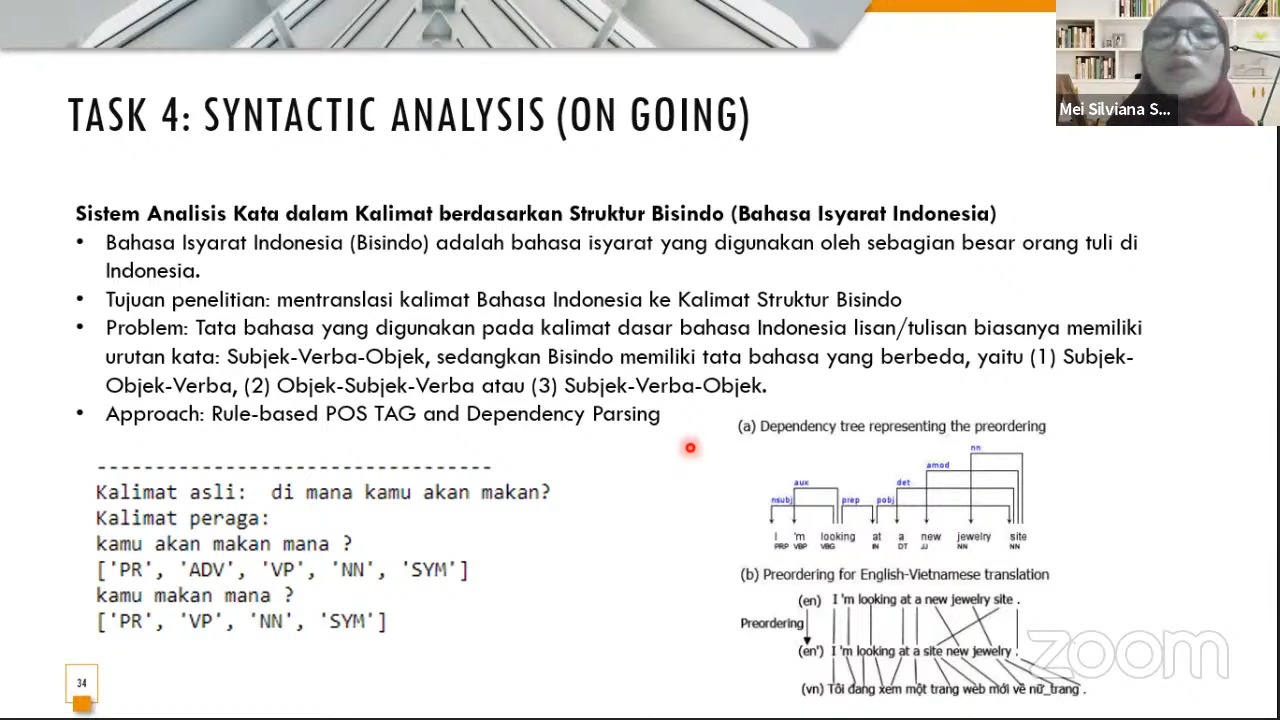 Mei Silviana S...
TASK 4: SYNTACTIC ANALYSIS (ON GOING)
Sistem Analisis Kata dalam Kalimat berdasarkan Struktur Bisindo (Bahasa Isyarat Indonesia)
• Bahasa Isyarat Indonesia (Bisindo) adalah bahasa isyarat yang digunakan oleh sebagian besar orang tuli di
Indonesia.
• Tujuan penelitian: mentranslasi kalimat Bahasa Indonesia ke Kalimat Struktur Bisindo
• Problem: Tata bahasa yang digunakan pada kalimat dasar bahasa Indonesia lisan/tulisan biasanya memiliki
urutan kata: Subjek-Verba-Objek, sedangkan Bisindo memiliki tata bahasa yang berbeda, yaitu (1) Subjek-
Objek-Verba, (2) Objek-Subjek-Verba atau (3) Subjek-Verba-Objek.
• Approach: Rule-based POS TAG and Dependency Parsing
----------------------------------
Kalimat asli: di mana kamu akan makan?
Kalimat peraga:
kamu akan makan mana ?
['PR', 'ADV', 'VP', 'NN', 'SYM']
kamu makan mana ?
['PR', 'VP', 'NN', 'SYM']
(a) Dependency tree representing the preordering
nn
amod
aux det
nsubj prep pobj
I 'm looking at a new jewelry site
PRP VBP VBG IN DT JJ NN NN
(b) Preordering for English-Vietnamese translation
(en) I 'm looking at a new jewelry site .
Preordering
(en') I 'm looking at a site new jewelry .
(vn) Tôi đang xem một trang web mới về nữ_trang .
zoom
34